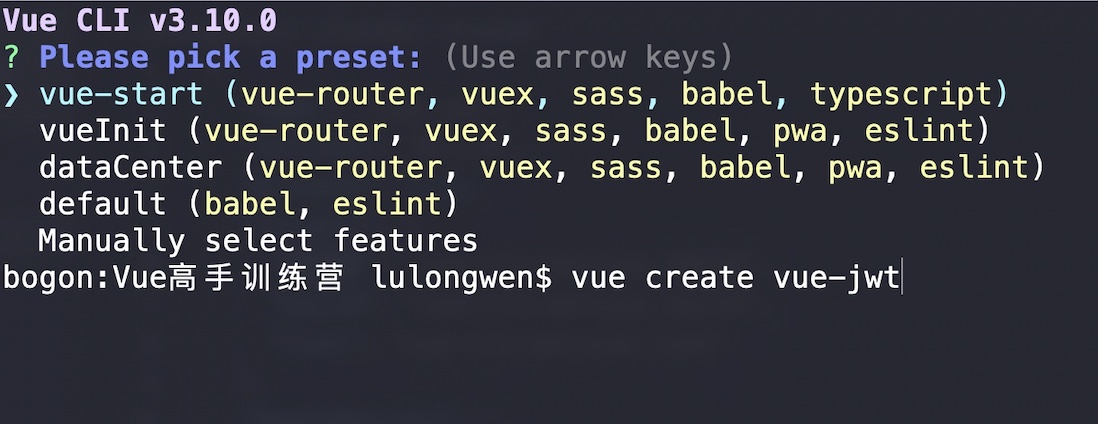 Vue CLI v3.10.0
? Please pick a preset: (Use arrow keys)
❯ vue-start (vue-router, vuex, sass, babel, typescript)
  vueInit (vue-router, vuex, sass, babel, pwa, eslint)
  dataCenter (vue-router, vuex, sass, babel, pwa, eslint)
  default (babel, eslint)
  Manually select features
bogon:Vue高手训练营 lulongwen$ vue create vue-jwt